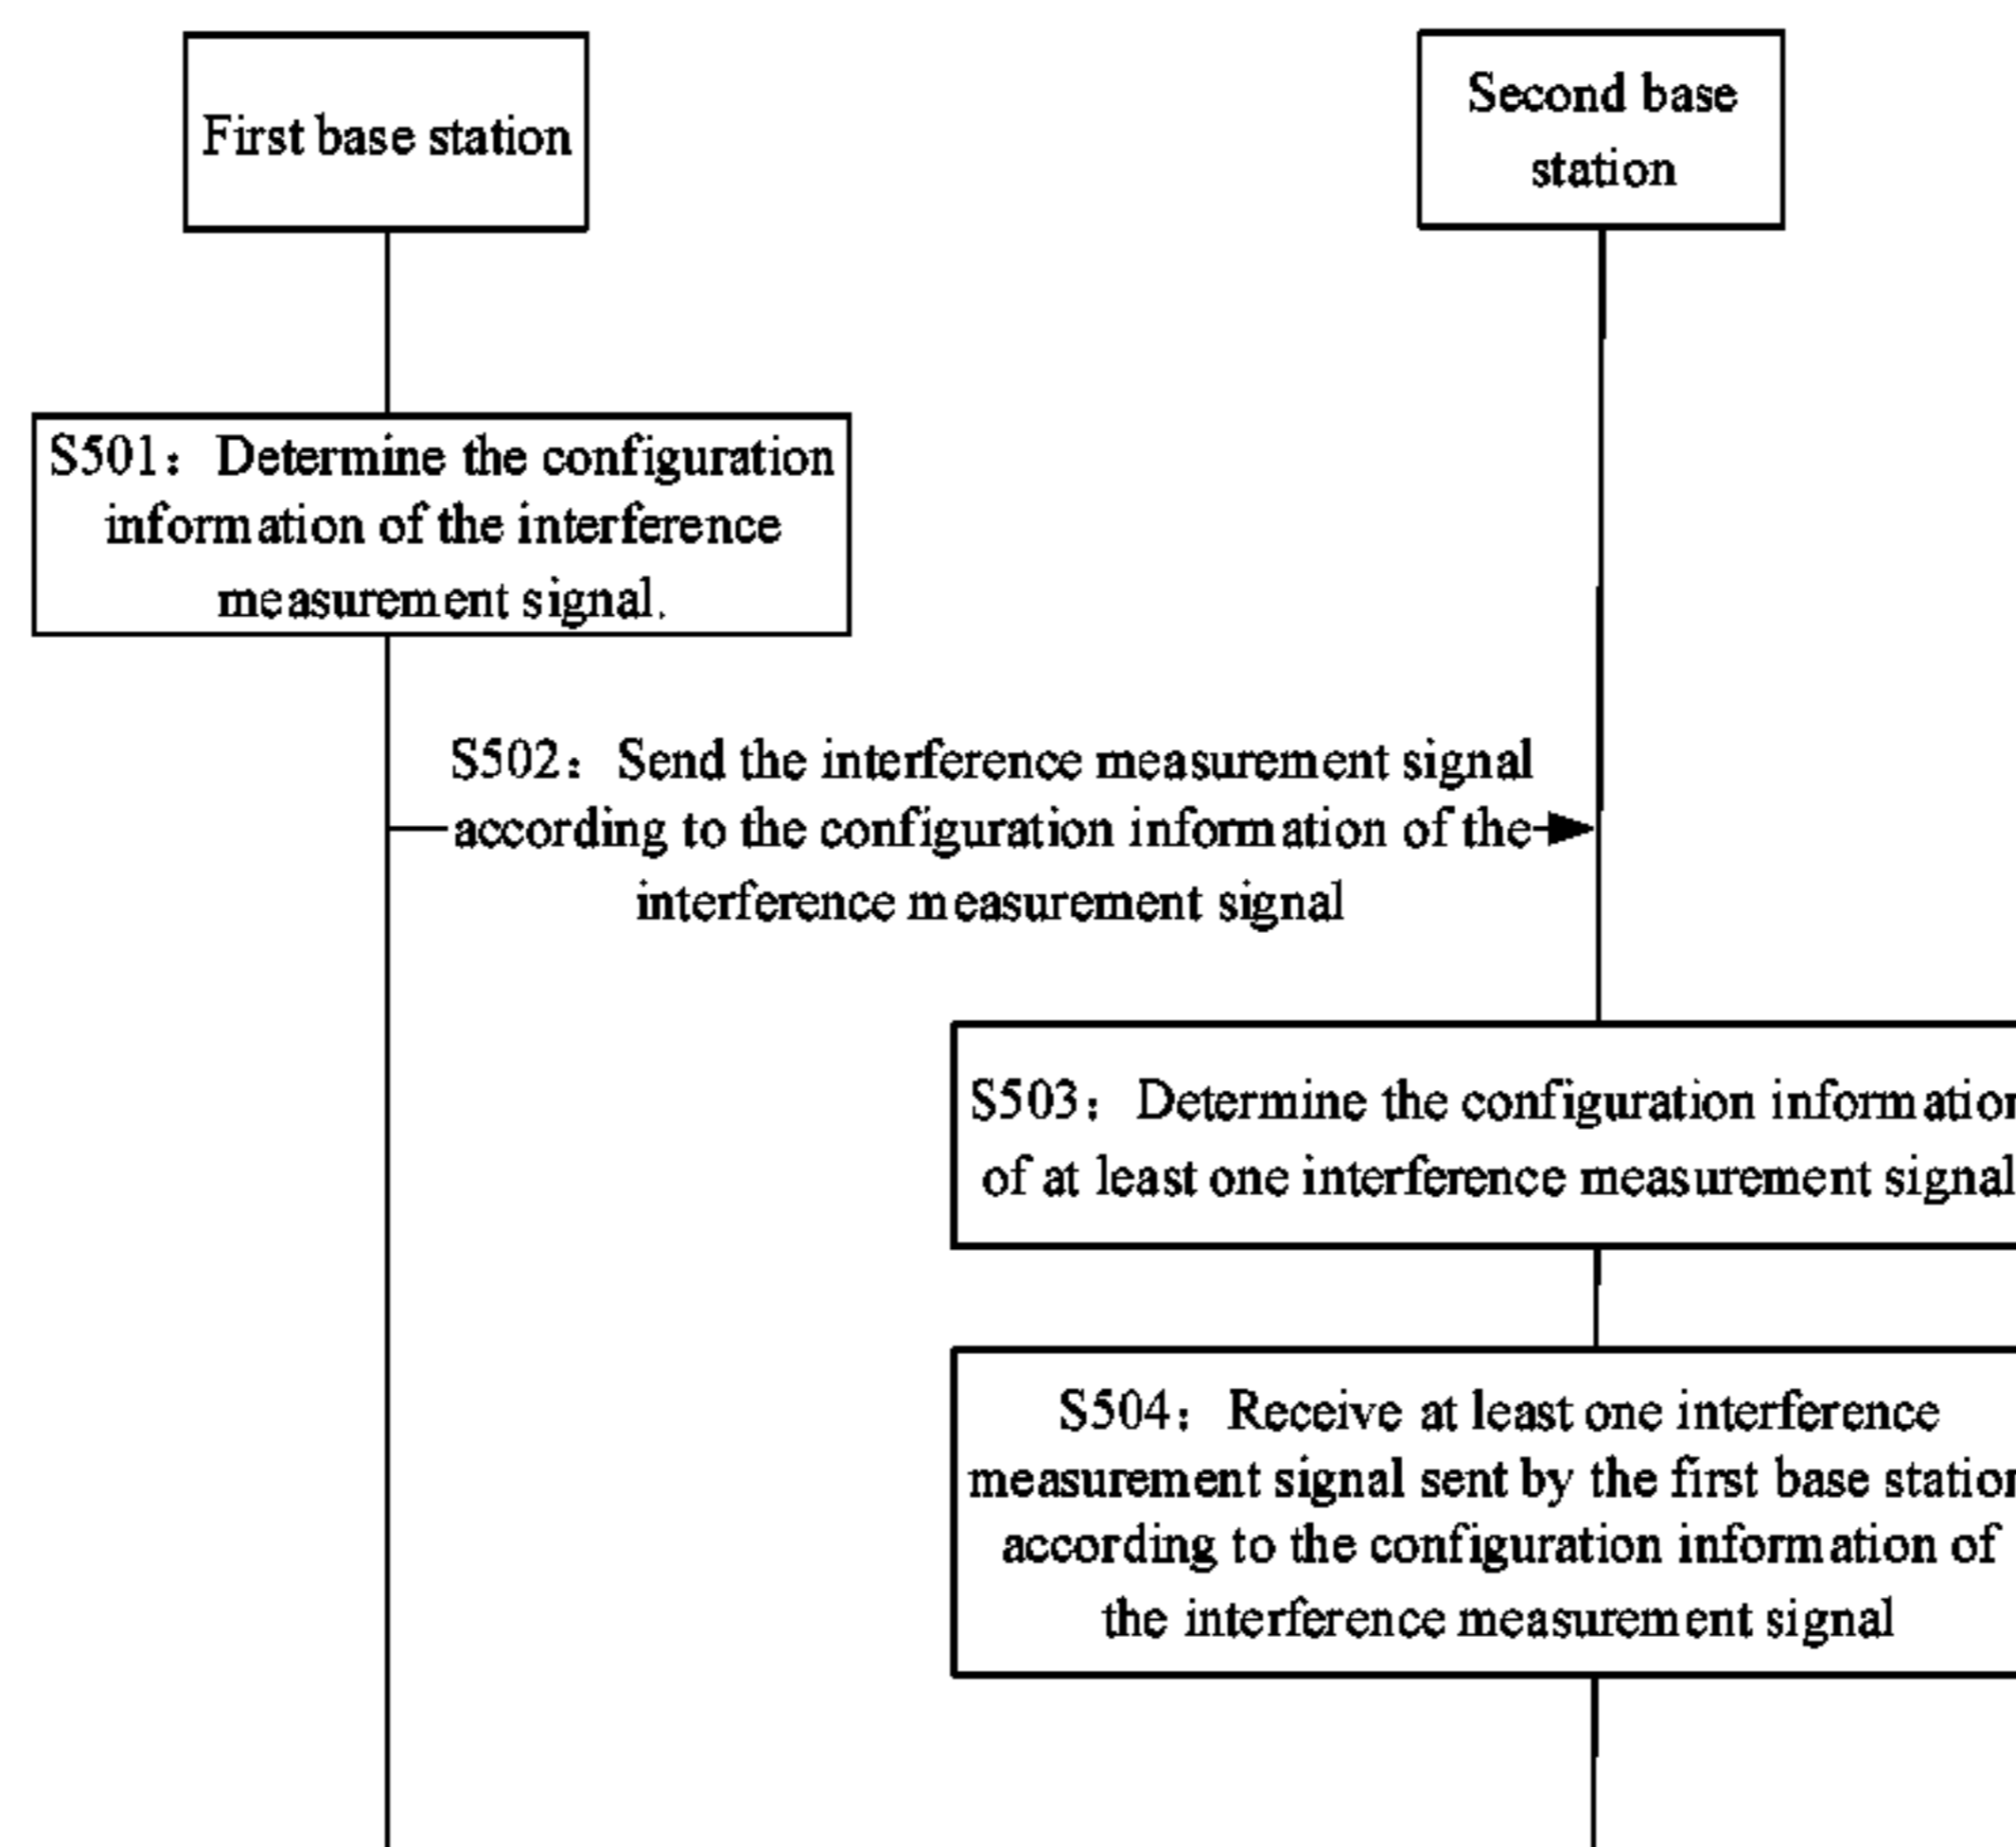 First base station
Second base
station
S501: Determine the configuration
information of the interference
measurement signal.
S502: Send the interference measurement signal
according to the configuration information of the
interference measurement signal
S503: Determine the configuration information
of at least one interference measurement signal
S504: Receive at least one interference
measurement signal sent by the first base station
according to the configuration information of
the interference measurement signal